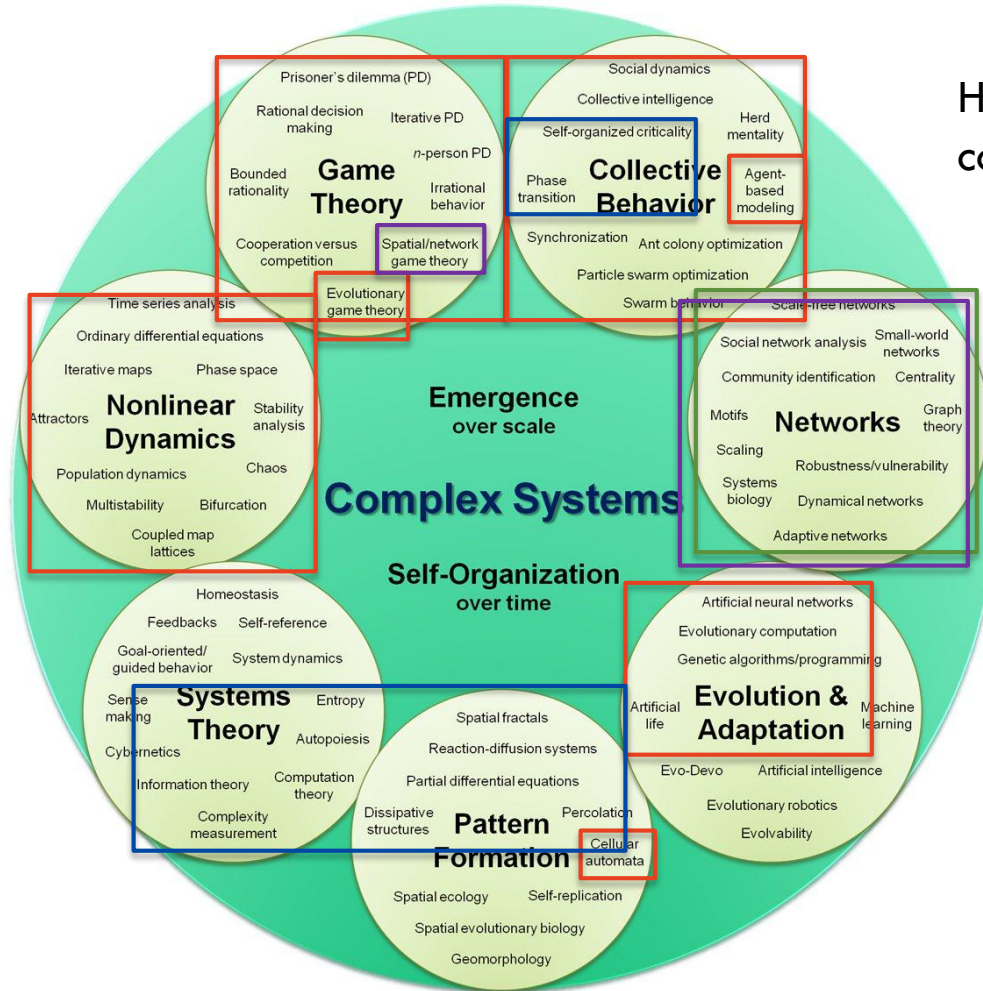 Prisoner's dilemma (PD)
Rational decision
making
Iterative PD
n-person PD
Game
Theory
Bounded
rationality
Irrational
behavior
Cooperation versus
competition
Spatial/network
game theory
Evolutionary
game theory
Social dynamics
Collective intelligence
Herd
mentality
Self-organized criticality
Phase
transition
Collective
Behavior
Agent-
based
modeling
Synchronization
Ant colony optimization
Particle swarm optimization
Swarm behavior
H
co
Time series analysis
Ordinary differential equations
Iterative maps
Phase space
Attractors
Nonlinear
Dynamics
Stability
analysis
Population dynamics
Chaos
Multistability
Bifurcation
Coupled map
lattices
Emergence
over scale
Complex Systems
Self-Organization
over time
Scale-free networks
Social network analysis
Small-world
networks
Community identification
Centrality
Motifs
Networks
Graph
theory
Scaling
Robustness/vulnerability
Systems
biology
Dynamical networks
Adaptive networks
Homeostasis
Feedbacks
Self-reference
Goal-oriented/
guided behavior
System dynamics
Sense
making
Systems
Theory
Entropy
Cybernetics
Autopoiesis
Information theory
Computation
theory
Complexity
measurement
Spatial fractals
Reaction-diffusion systems
Partial differential equations
Dissipative
structures
Percolation
Pattern
Formation
Cellular
automata
Spatial ecology
Self-replication
Spatial evolutionary biology
Geomorphology
Artificial neural networks
Evolutionary computation
Genetic algorithms/programming
Artificial
life
Evolution &
Adaptation
Machine
learning
Evo-Devo
Artificial intelligence
Evolutionary robotics
Evolvability